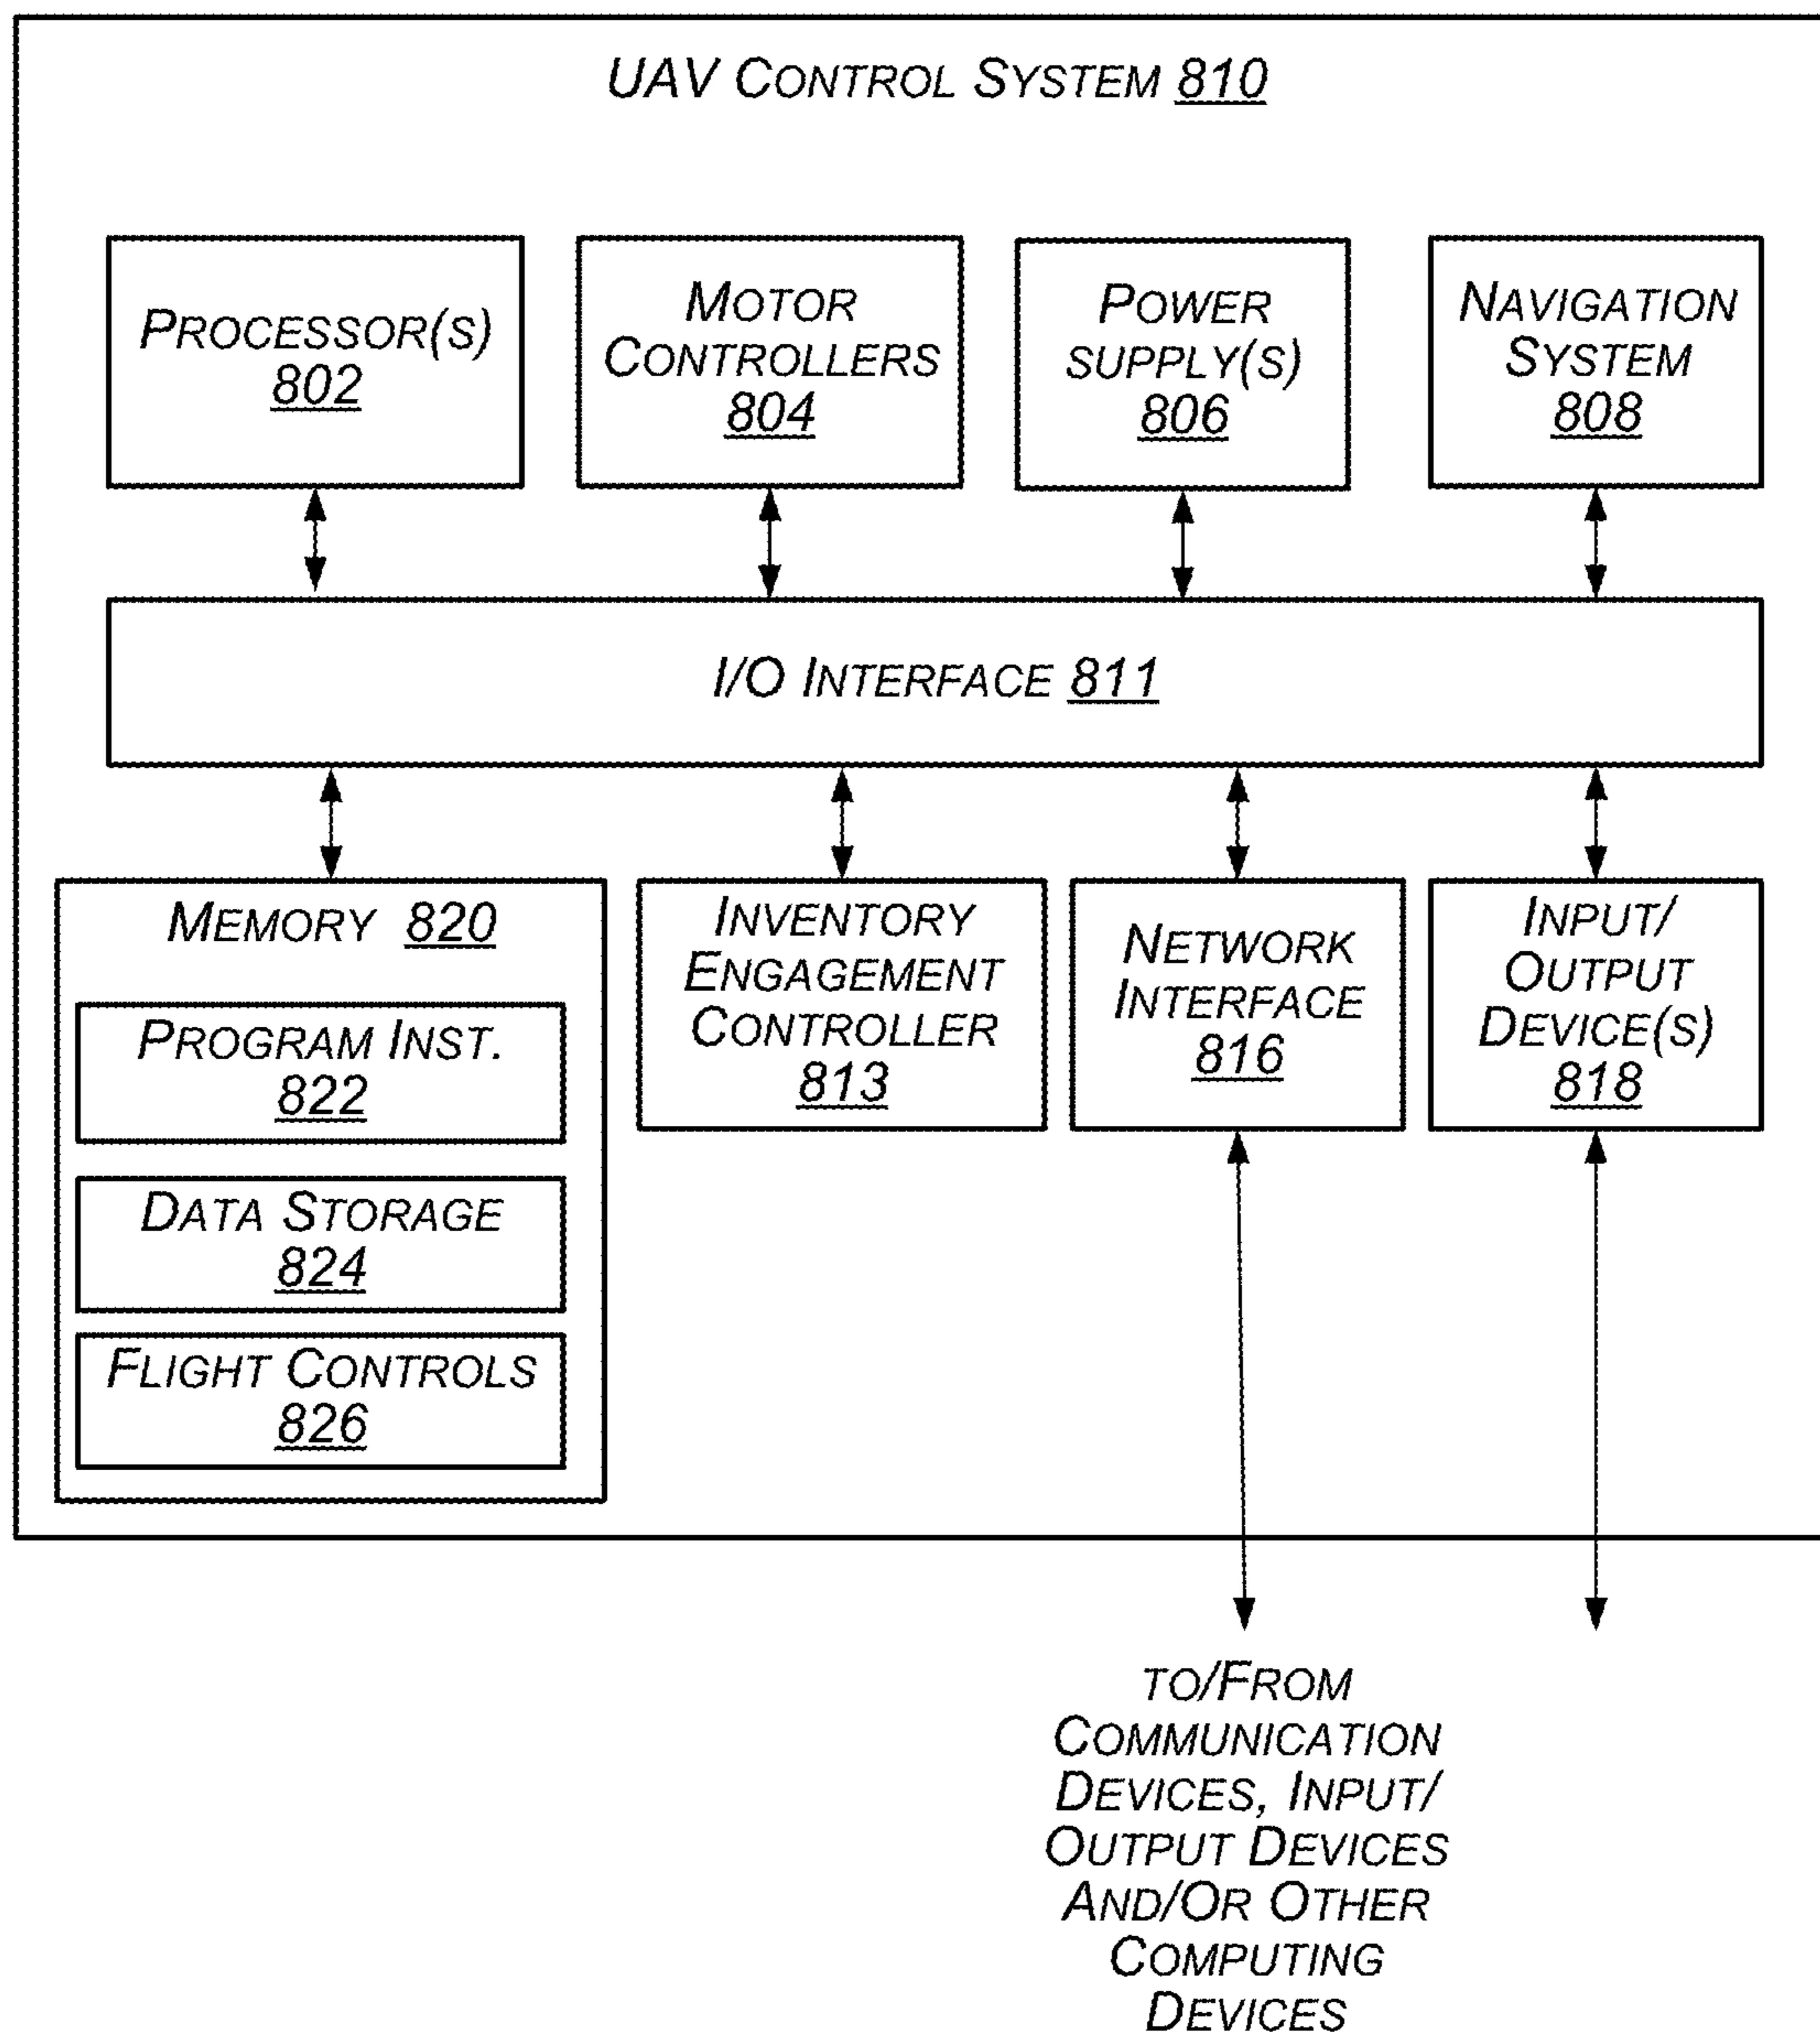 UAV CONTROL SYSTEM 810
PROCESSOR(S)
802
MOTOR
CONTROLLERS
804
POWER
SUPPLY(S)
806
NAVIGATION
SYSTEM
808
I/O INTERFACE 811
MEMORY 820
PROGRAM INST.
822
DATA STORAGE
824
FLIGHT CONTROLS
826
INVENTORY
ENGAGEMENT
CONTROLLER
813
NETWORK
INTERFACE
816
INPUT/
OUTPUT
DEVICE(S)
818
TO/FROM
COMMUNICATION
DEVICES, INPUT/
OUTPUT DEVICES
AND/OR OTHER
COMPUTING
DEVICES